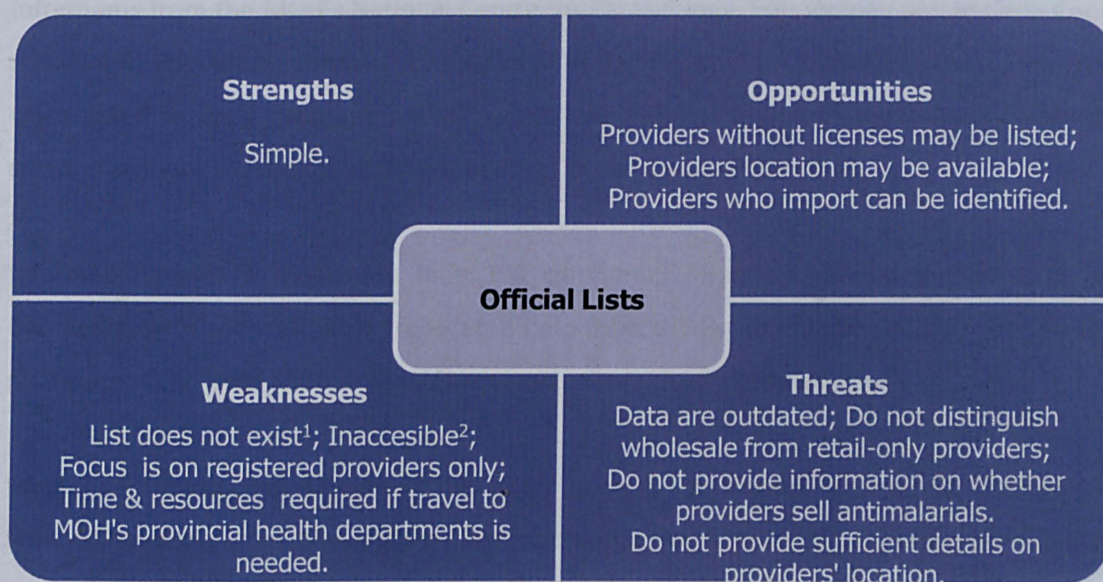 Strengths
Simple.
Opportunities
Providers without licenses may be listed;
Providers location may be available;
Providers who import can be identified.
Official Lists
Weaknesses
List does not exist¹; Inaccesible²;
Focus is on registered providers only;
Time & resources required if travel to
MOH's provincial health departments is
needed.
Threats
Data are outdated; Do not distinguish
wholesale from retail-only providers;
Do not provide information on whether
providers sell antimalarials.
Do not provide sufficient details on
providers' location.